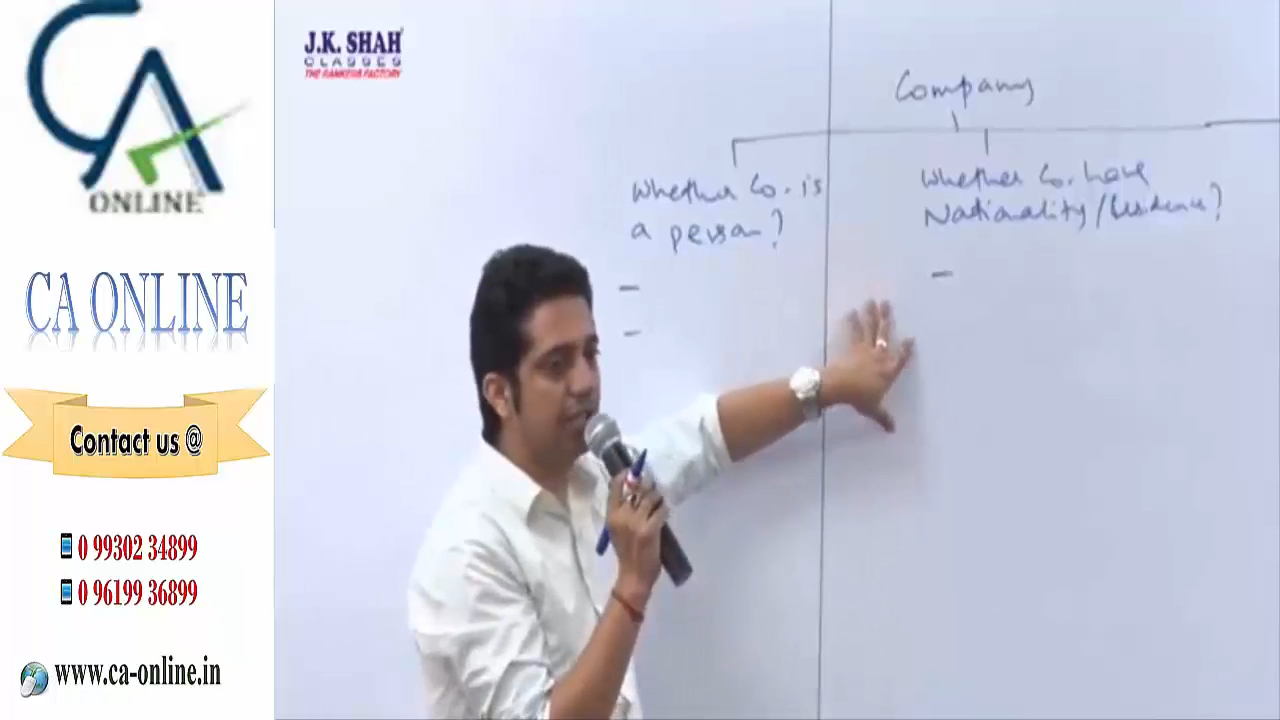 CA
ONLINE
CA ONLINE
Contact us @
0 99302 34899
0 96199 36899
www.ca-online.in
J.K. SHAH
CLASSES
THE RANKERS FACTORY
Company
Whether Co. is
a person?
Whether Co. have
Nationality/Residence?